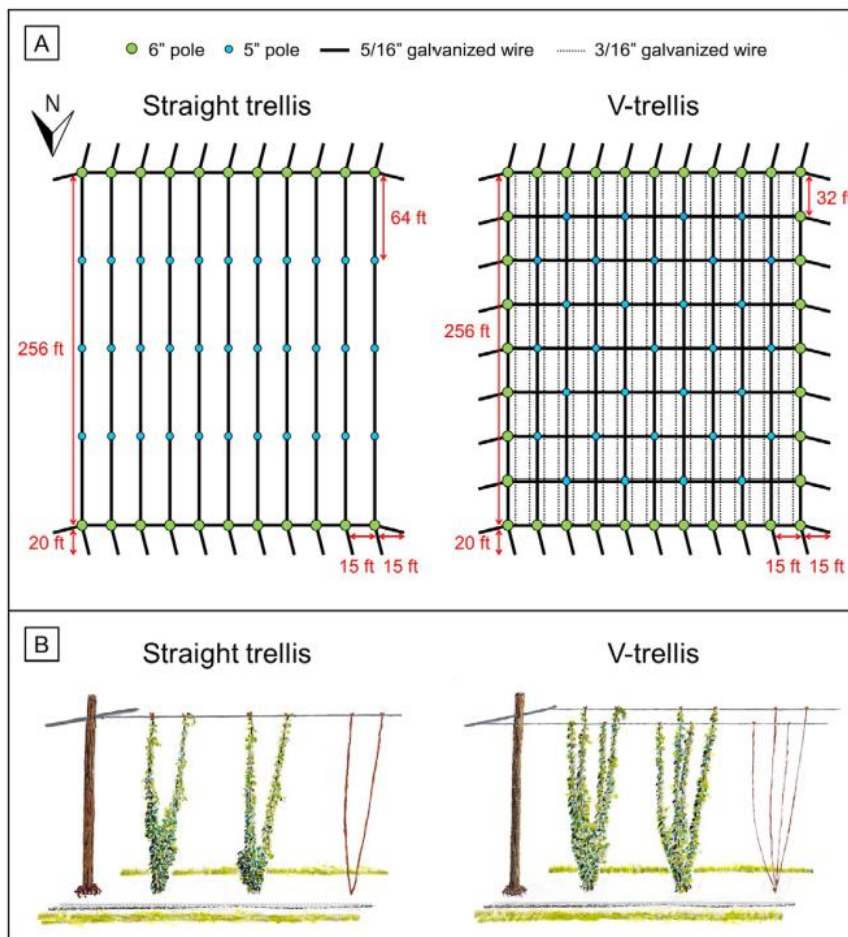 A
6" pole 5" pole 5/16" galvanized wire 3/16" galvanized wire
N
Straight trellis
V-trellis
64 ft
32 ft
256 ft
256 ft
20 ft
15 ft 15 ft
20 ft
15 ft 15 ft
B
Straight trellis
V-trellis